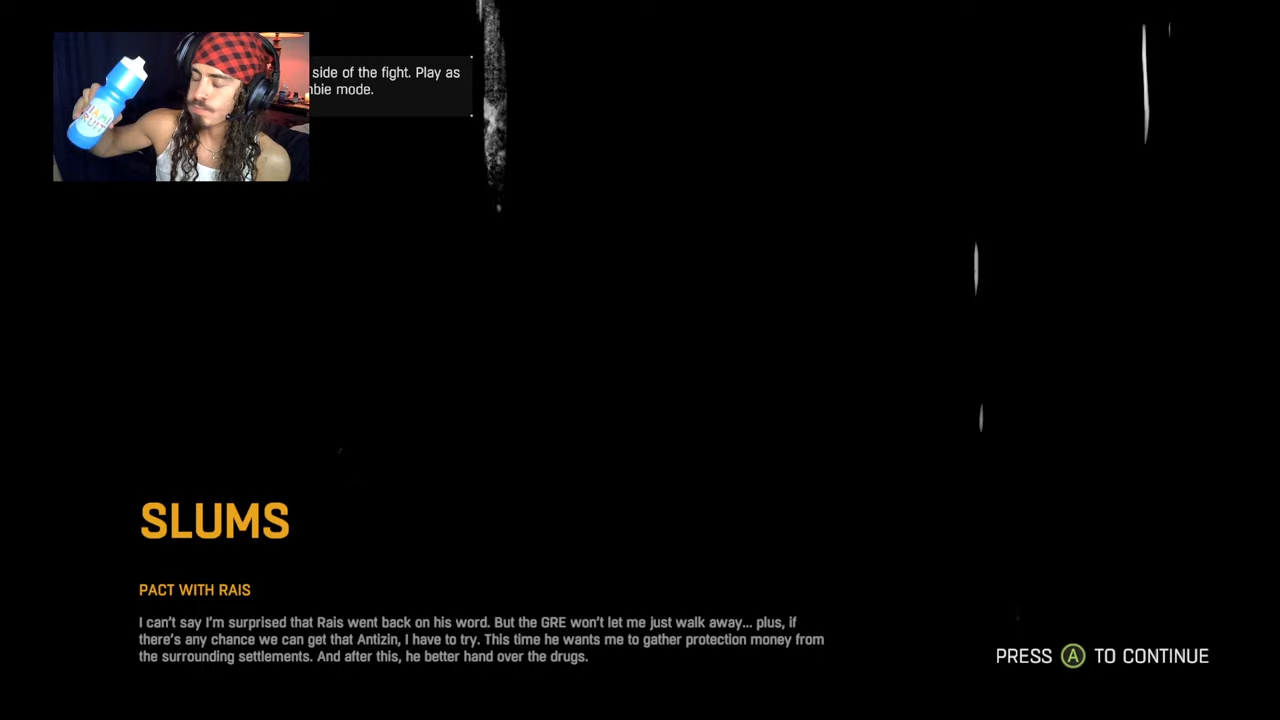 side of the fight. Play as
mbie mode.
SLUMS
PACT WITH RAIS
I can't say I'm surprised that Rais went back on his word. But the GRE won't let me just walk away... plus, if
there's any chance we can get that Antizin, I have to try. This time he wants me to gather protection money from
the surrounding settlements. And after this, he better hand over the drugs.
PRESS A TO CONTINUE